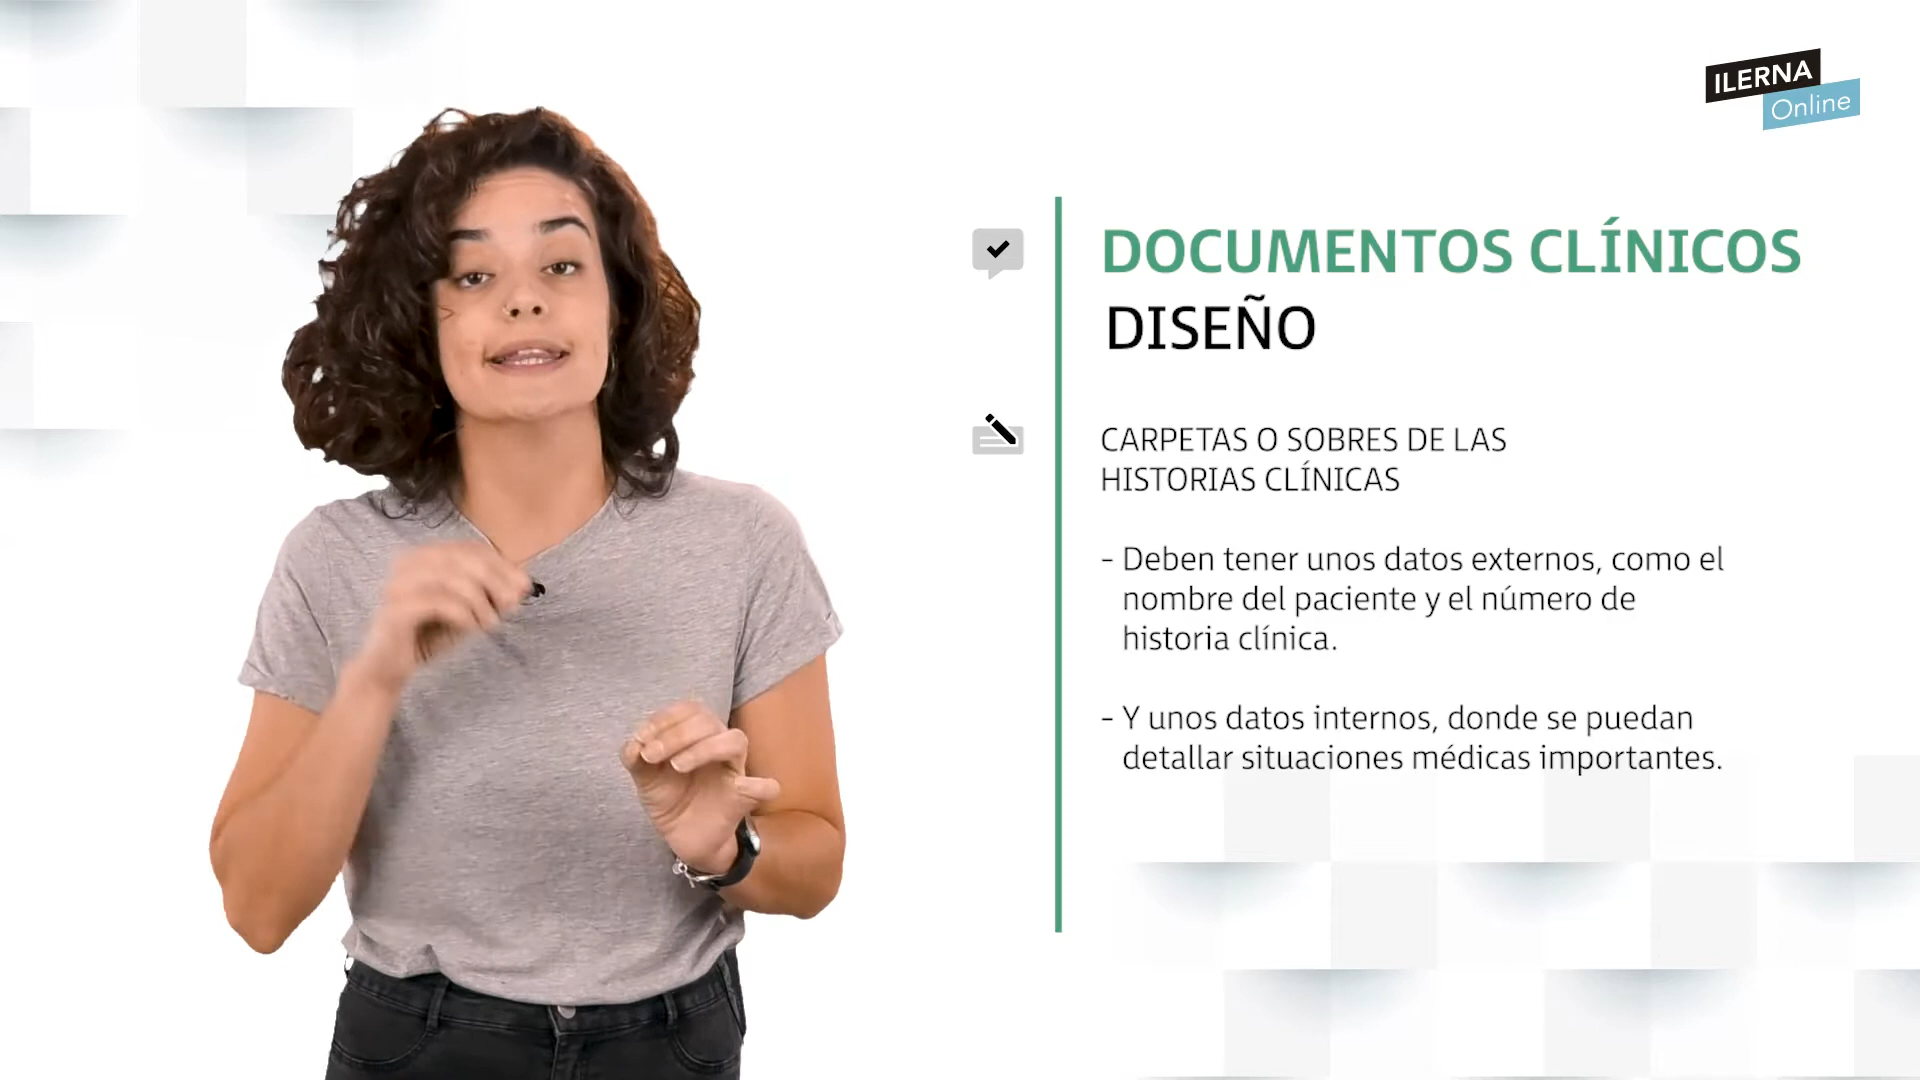 ILERNA
Online
DOCUMENTOS CLÍNICOS
DISEÑO
CARPETAS O SOBRES DE LAS
HISTORIAS CLÍNICAS
- Deben tener unos datos externos, como el
nombre del paciente y el número de
historia clínica.
- Y unos datos internos, donde se puedan
detallar situaciones médicas importantes.